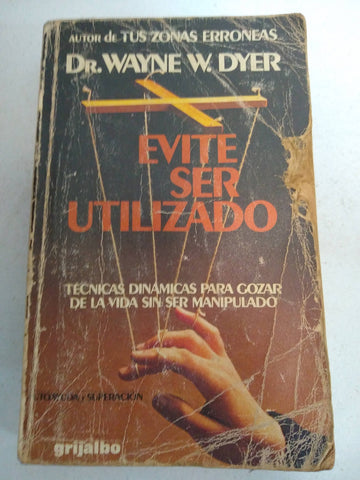 AUTOR de TUS ZONAS ERRONEAS
DR. WAYNE W. DYER
EVITE
SER
UTILIZADO
TECNICAS DINAMICAS PARA GOZAR
DE LA VIDA SIN SER MANIPULADO
Y SUPERACION
grijalbo